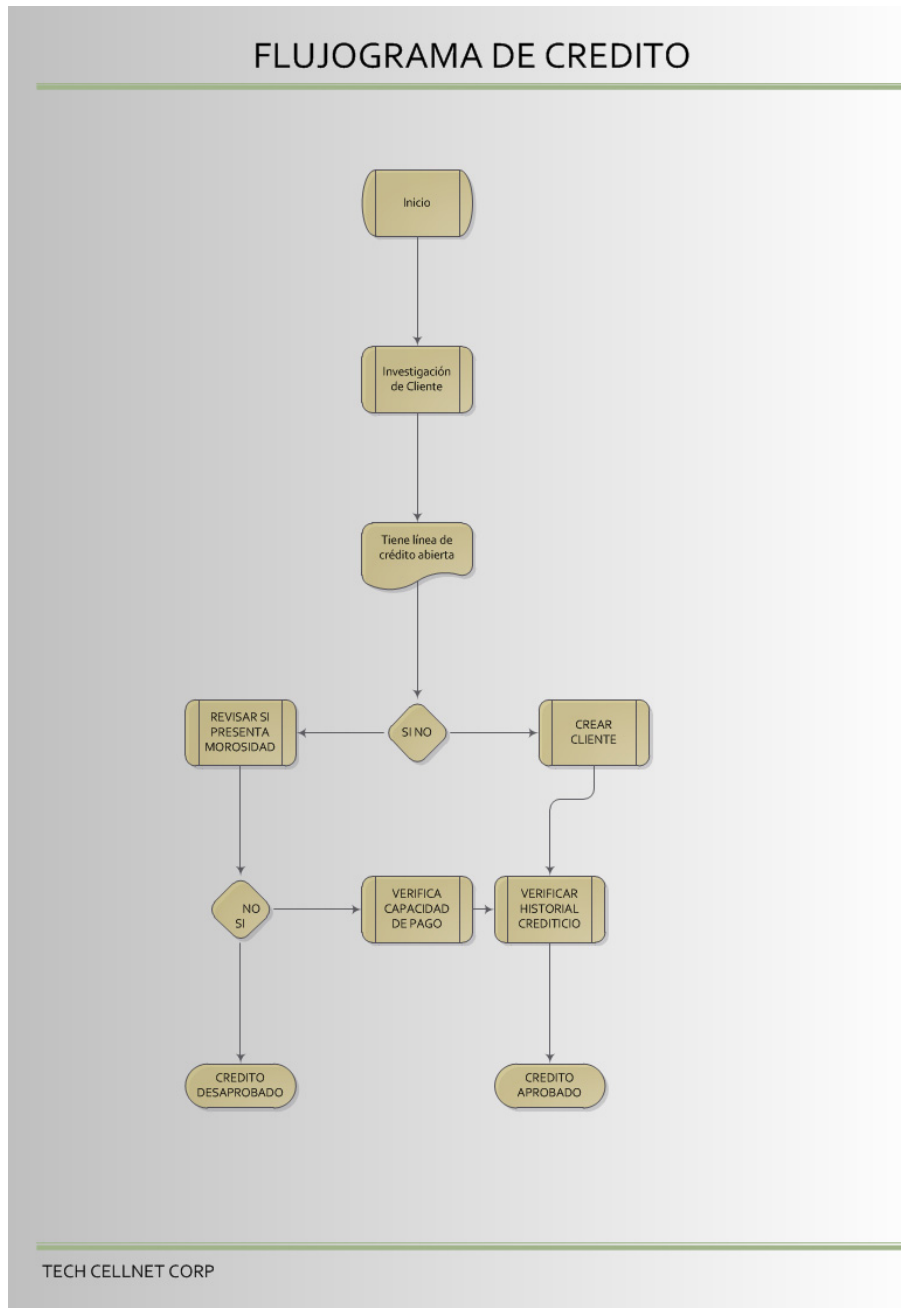 FLUJOGRAMA DE CREDITO
Inicio
Investigación
de Cliente
Tiene línea de
crédito abierta
REVISAR SI
PRESENTA
MOROSIDAD
SI NO
CREAR
CLIENTE
NO
SI
VERIFICA
CAPACIDAD
DE PAGO
VERIFICAR
HISTORIAL
CREDITICIO
CREDITO
DESAPROBADO
CREDITO
APROBADO
TECH CELLNET CORP